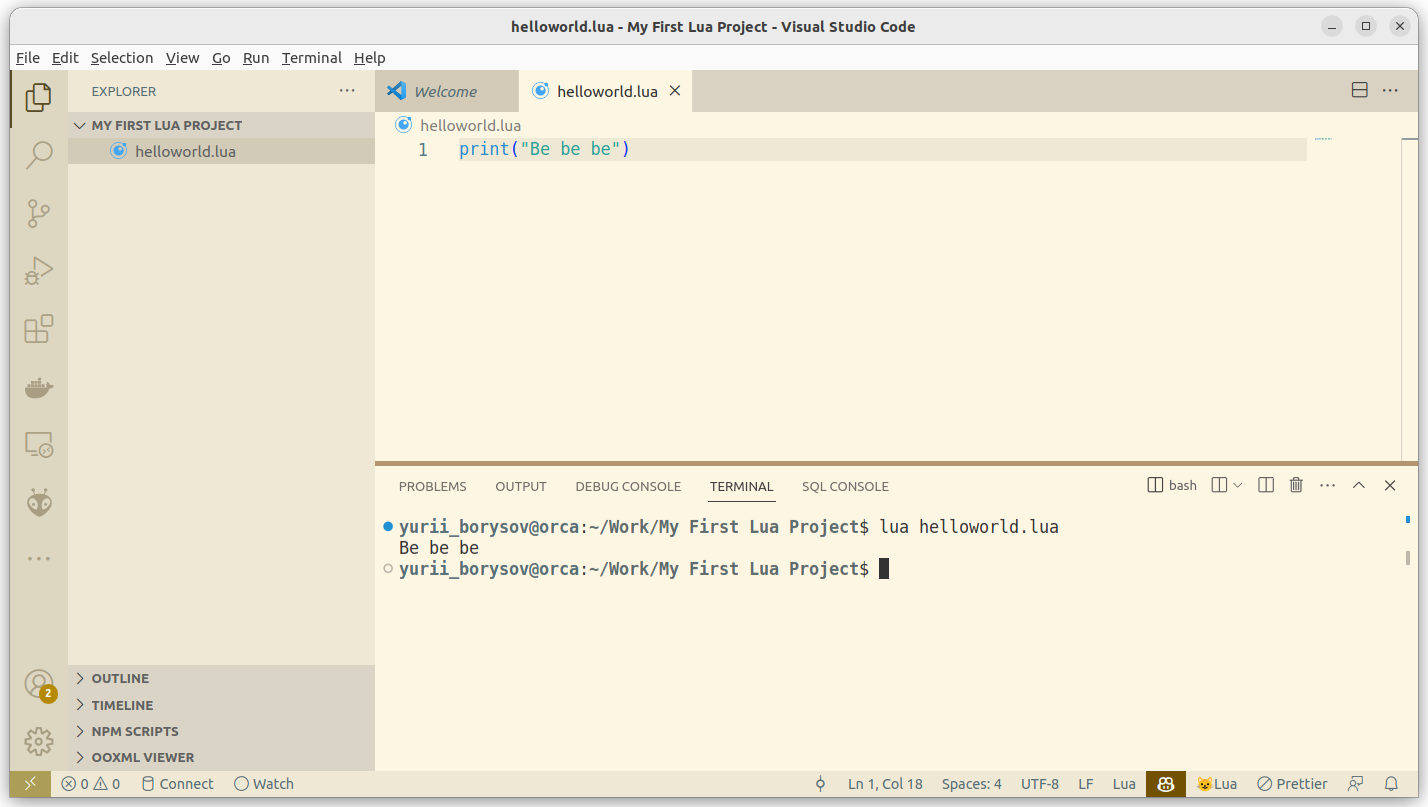 helloworld.lua - My First Lua Project - Visual Studio Code
File Edit Selection View Go Run Terminal Help
EXPLORER
Welcome
helloworld.lua
MY FIRST LUA PROJECT
helloworld.lua
helloworld.lua
1 print("Be be be")
PROBLEMS OUTPUT DEBUG CONSOLE TERMINAL SQL CONSOLE
bash
yurii_borysov@orca:~/Work/My First Lua Project$ lua helloworld.lua
Be be be
yurii_borysov@orca:~/Work/My First Lua Project$
2
OUTLINE
TIMELINE
NPM SCRIPTS
OOXML VIEWER
0 0 Connect Watch Ln 1, Col 18 Spaces: 4 UTF-8 LF Lua 😺Lua Prettier